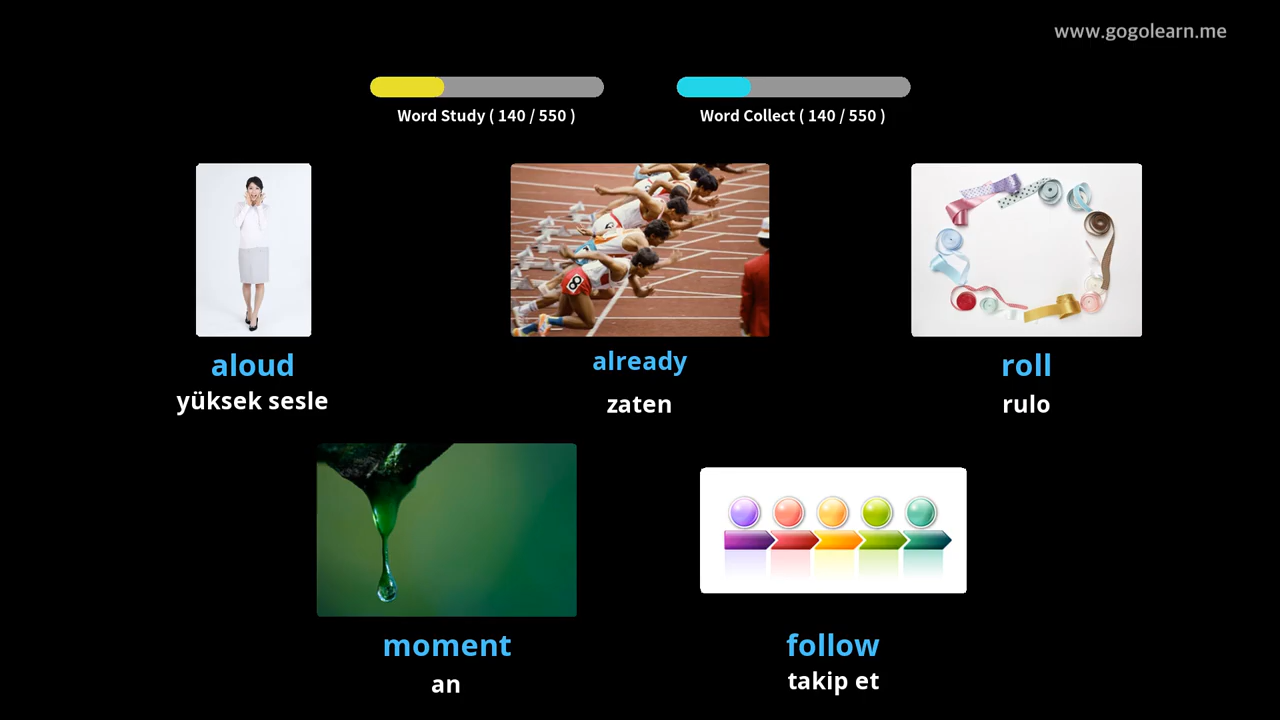 www.gogolearn.me
Word Study ( 140 / 550 )
Word Collect ( 140 / 550 )
aloud
yüksek sesle
already
zaten
roll
rulo
moment
an
follow
takip et